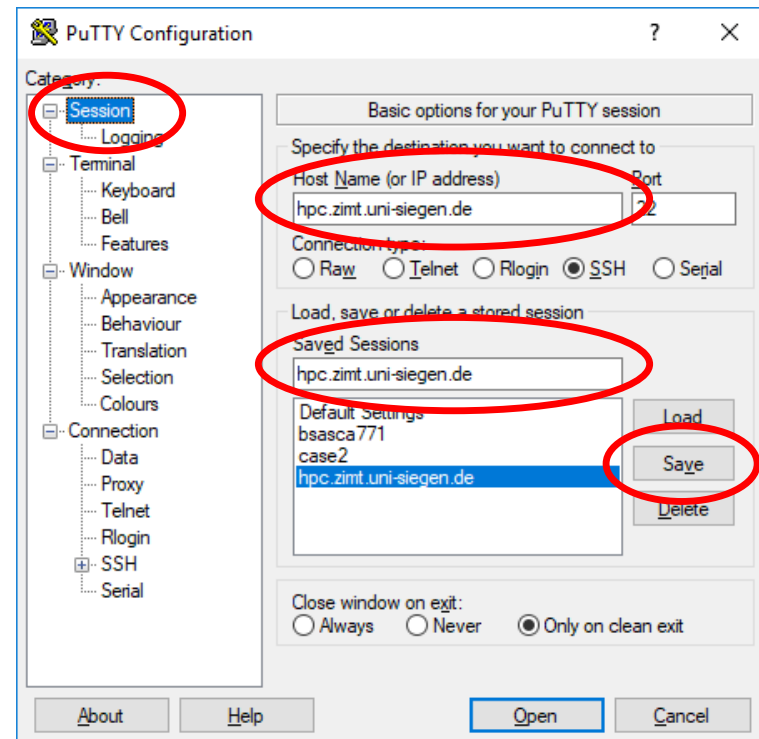 PuTTY Configuration ? ×
Category:
Session
Logging
Terminal
Keyboard
Bell
Features
Window
Appearance
Behaviour
Translation
Selection
Colours
Connection
Data
Proxy
Telnet
Rlogin
SSH
Serial
Basic options for your PuTTY session
Specify the destination you want to connect to
Host Name (or IP address) Port
hpc.zimt.uni-siegen.de 22
Connection type:
Raw Telnet Rlogin SSH Serial
Load, save or delete a stored session
Saved Sessions
hpc.zimt.uni-siegen.de
Default Settings
bsasca771
case2
hpc.zimt.uni-siegen.de
Load
Save
Delete
Close window on exit:
Always Never Only on clean exit
About Help Open Cancel